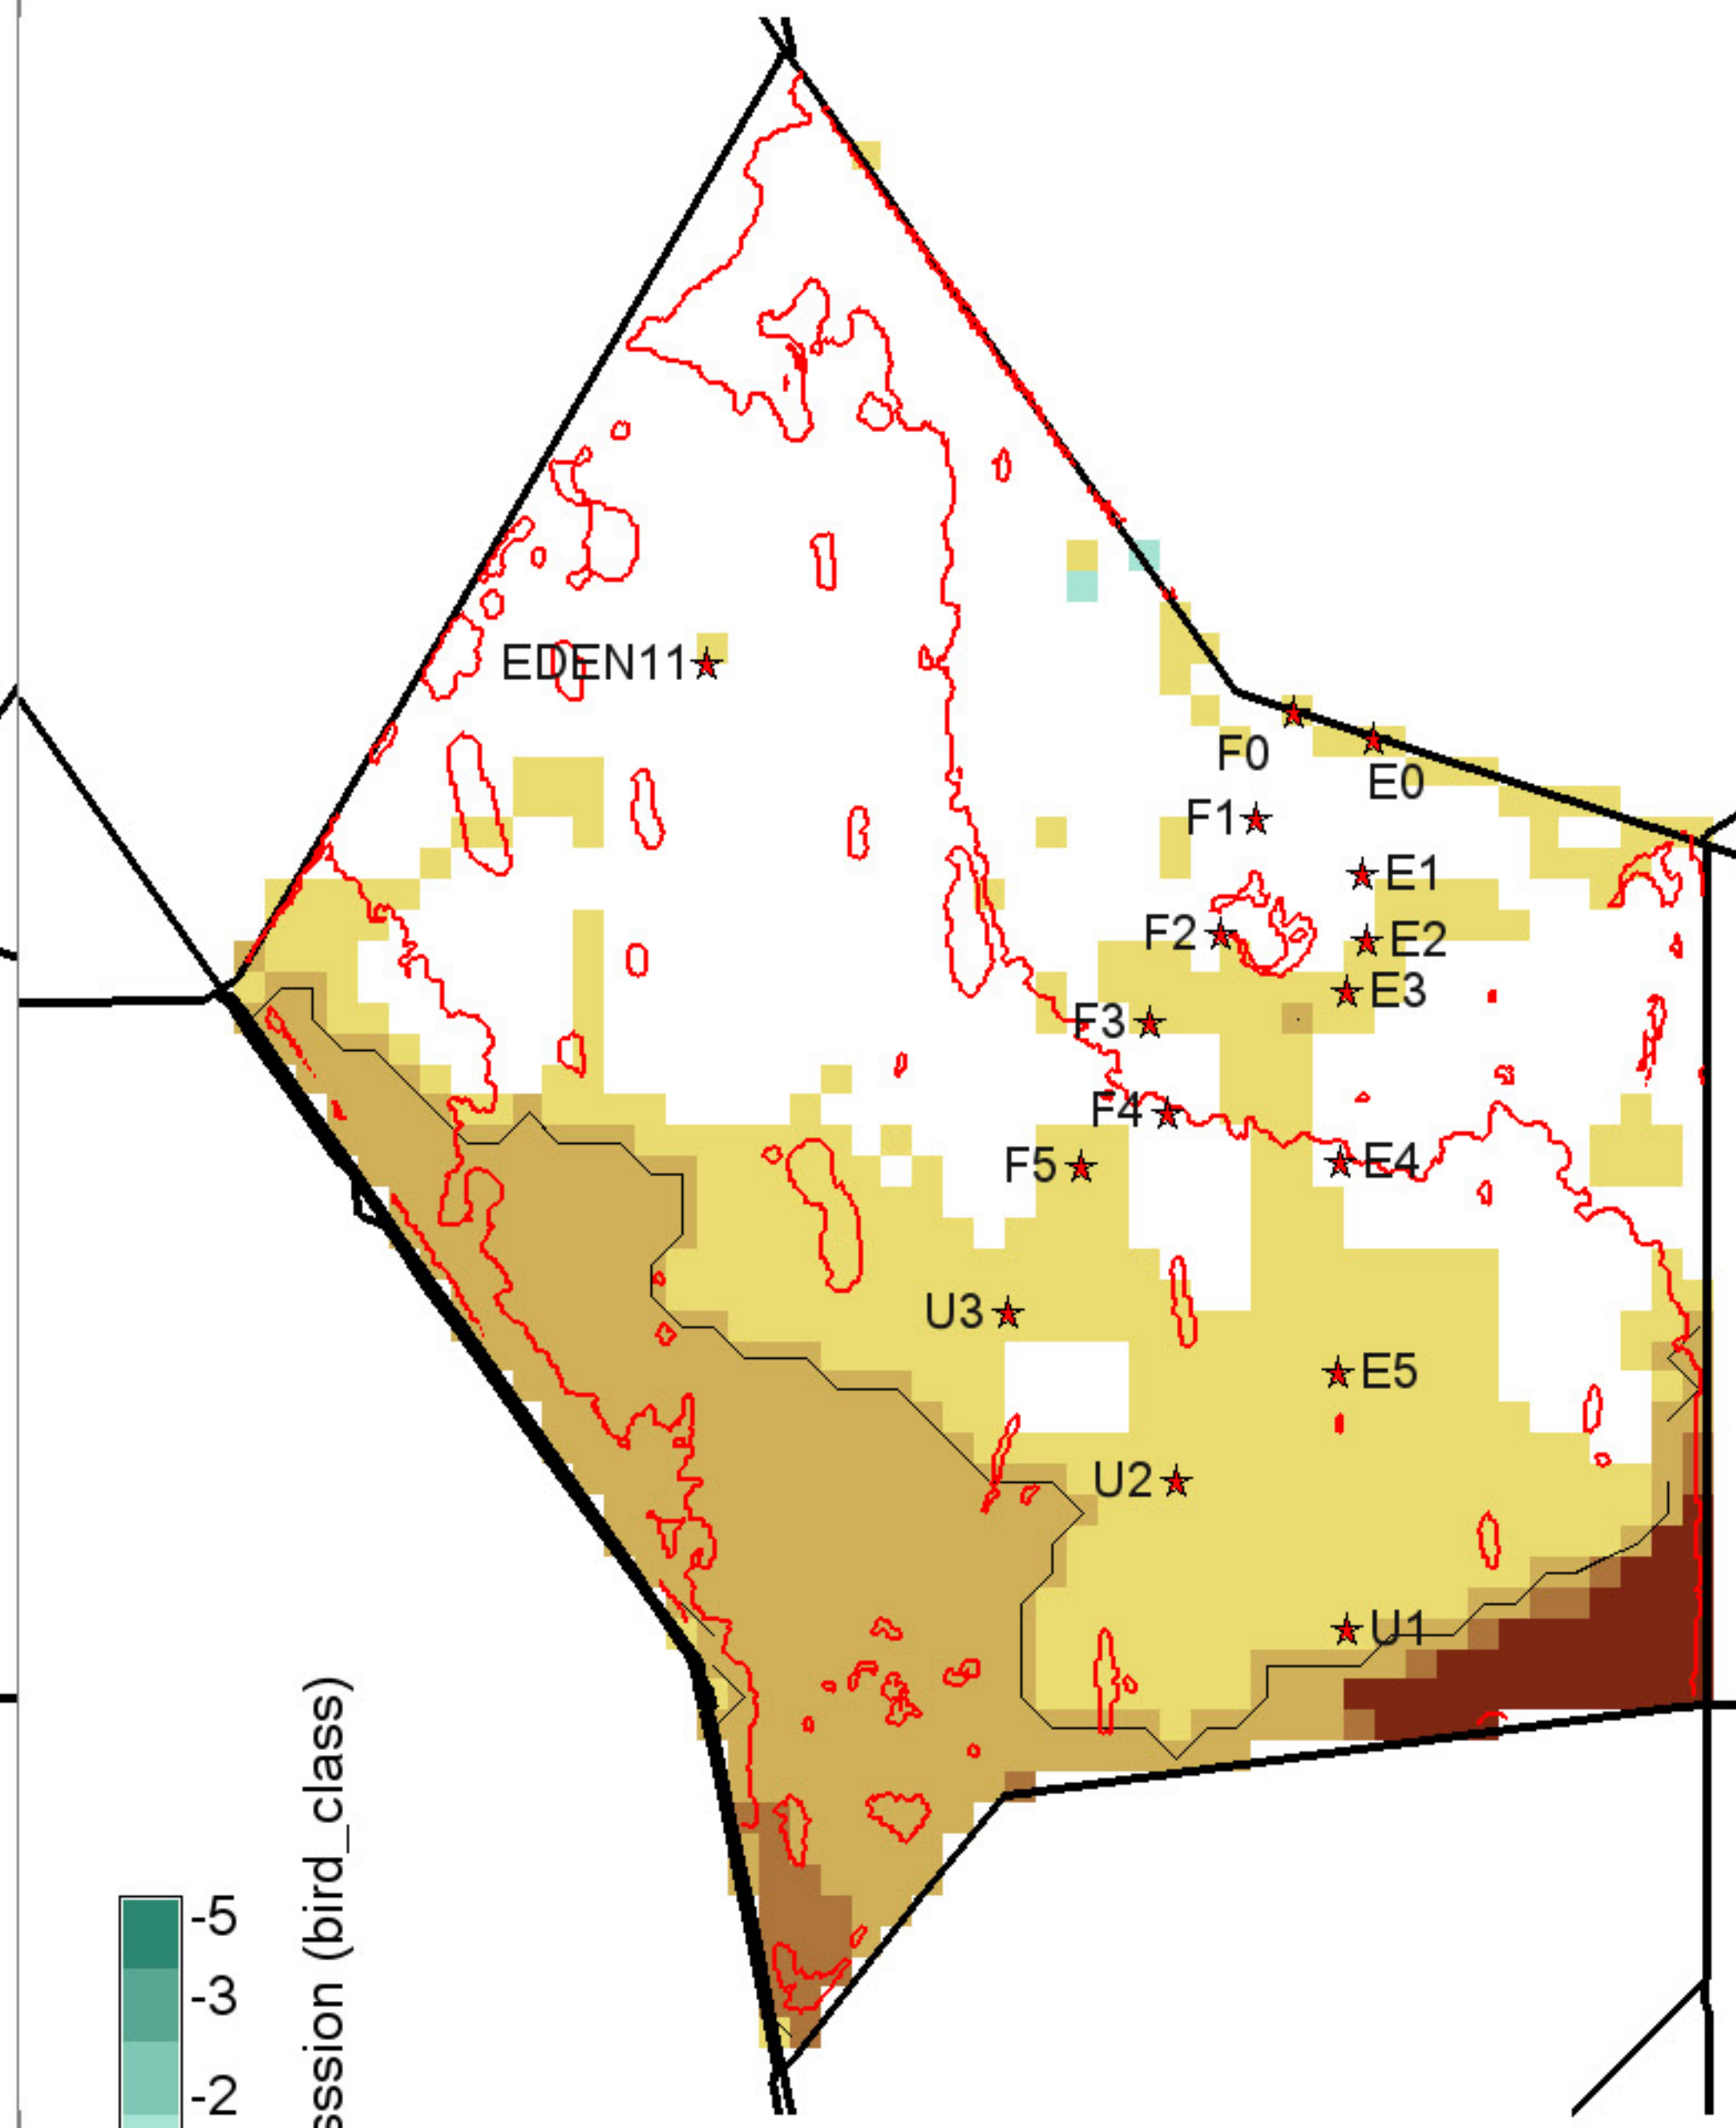 EDEN11
F0
E0
F1
E1
F2
E2
E3
F3
F4
E4
F5
U3
E5
U2
U1
-5
-3
-2
sssion (bird_class)